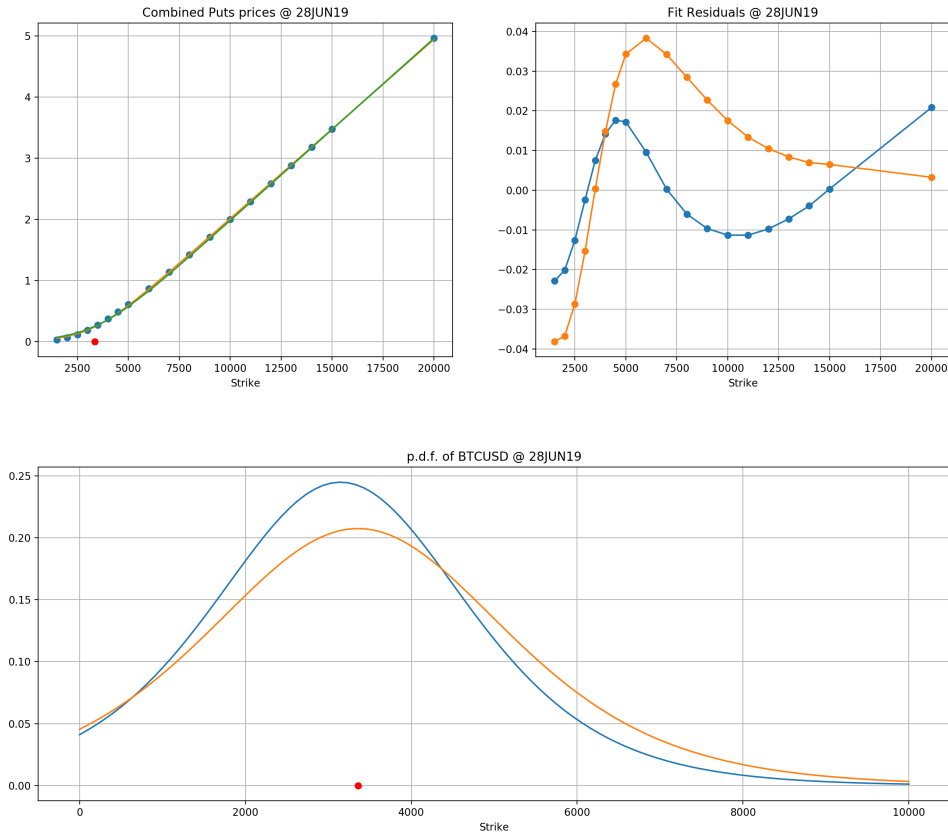 Combined Puts prices @ 28JUN19
5
4
3
2
1
0
2500 5000 7500 10000 12500 15000 17500 20000
Strike
Fit Residuals @ 28JUN19
0.04
0.03
0.02
0.01
0.00
−0.01
−0.02
−0.03
−0.04
2500 5000 7500 10000 12500 15000 17500 20000
Strike
p.d.f. of BTCUSD @ 28JUN19
0.25
0.20
0.15
0.10
0.05
0.00
0 2000 4000 6000 8000 10000
Strike